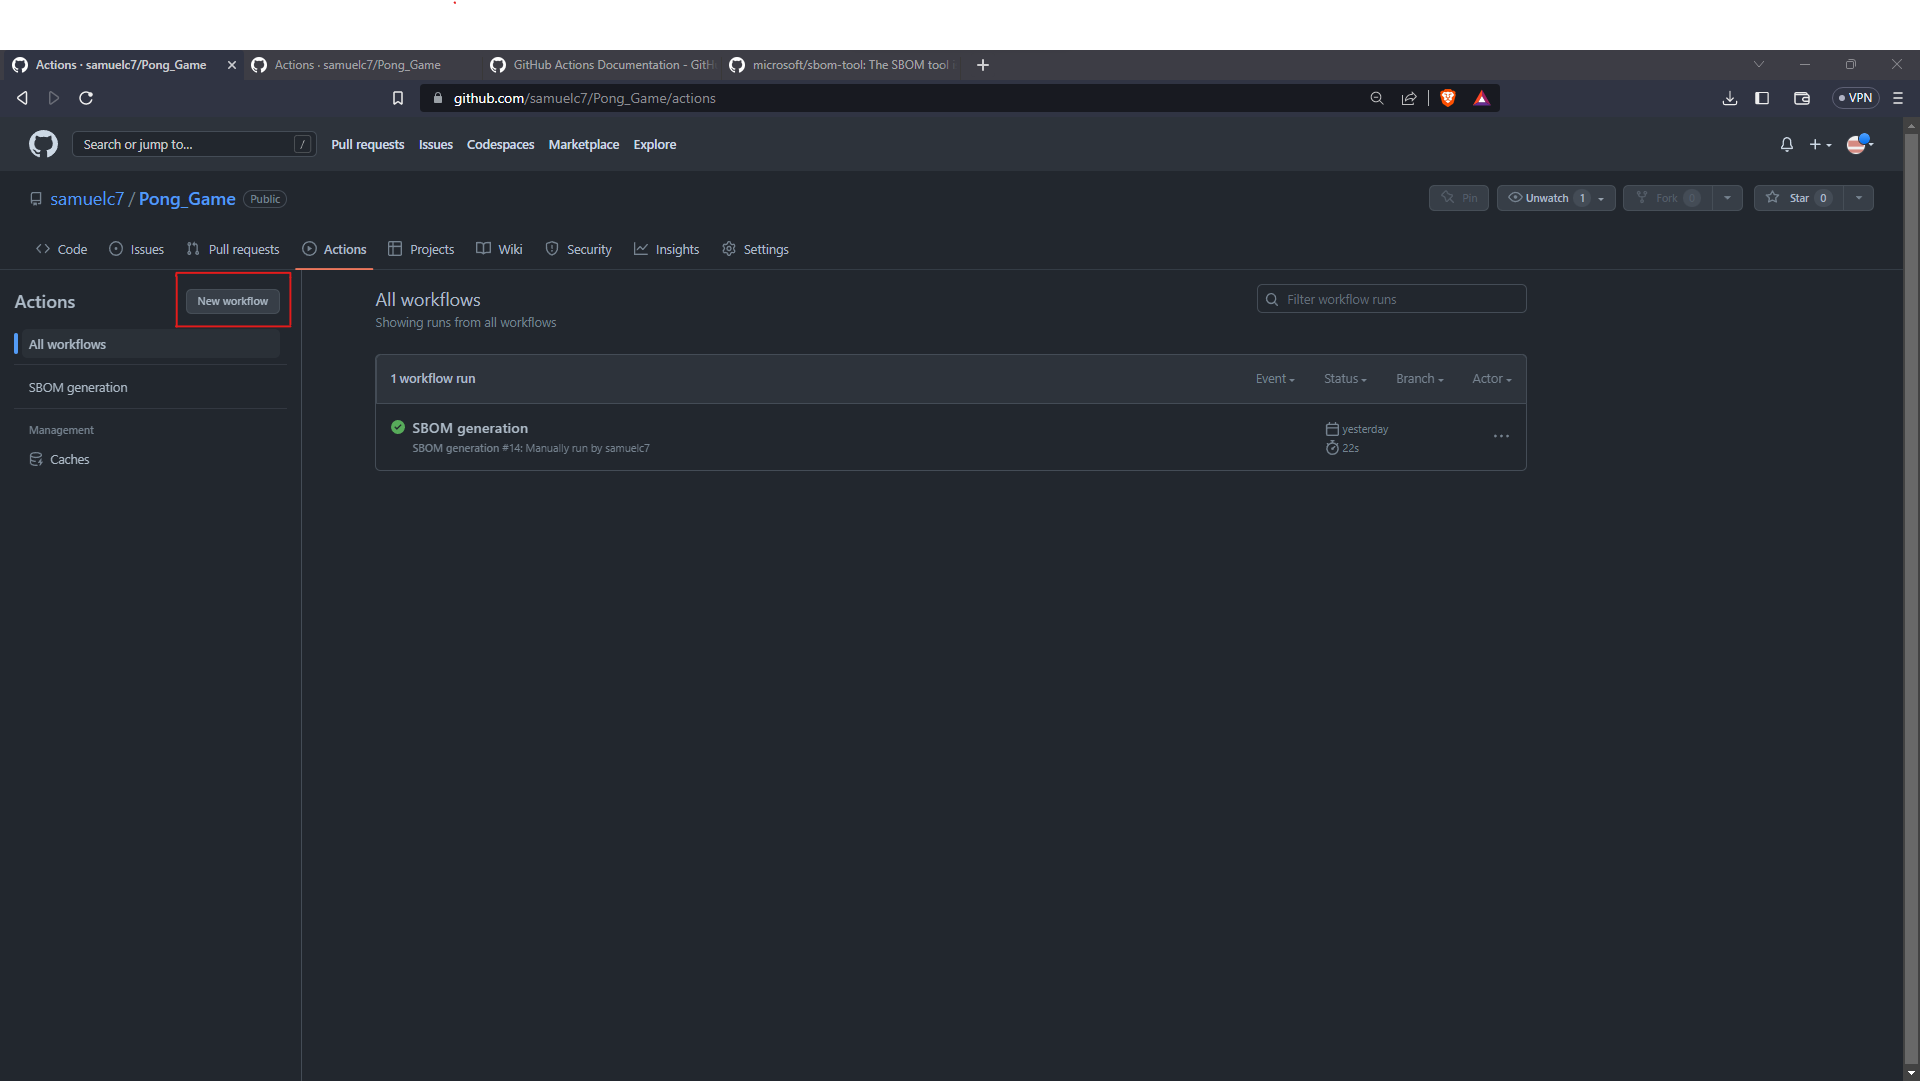 Actions · samuelc7/Pong_Game
Actions · samuelc7/Pong_Game
GitHub Actions Documentation - GitH
microsoft/sbom-tool: The SBOM tool
github.com/samuelc7/Pong_Game/actions
VPN
Search or jump to...
/
Pull requests
Issues
Codespaces
Marketplace
Explore
samuelc7 / Pong_Game
Public
Pin
Unwatch 1
Fork 0
Star 0
Code
Issues
Pull requests
Actions
Projects
Wiki
Security
Insights
Settings
Actions
New workflow
All workflows
SBOM generation
Management
Caches
All workflows
Showing runs from all workflows
Filter workflow runs
1 workflow run
Event
Status
Branch
Actor
SBOM generation
SBOM generation #14: Manually run by samuelc7
yesterday
22s